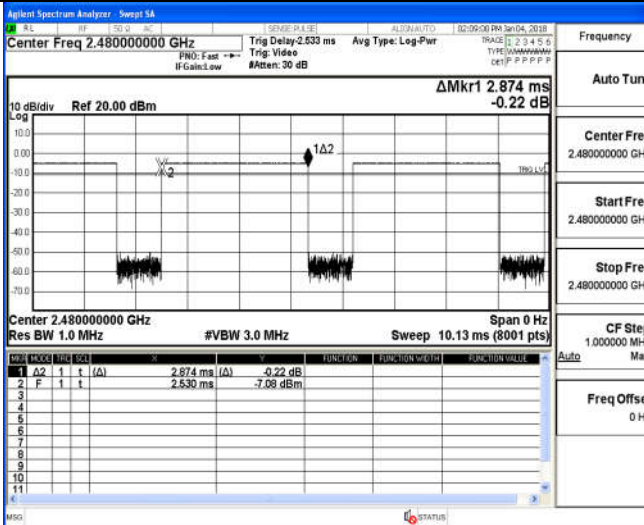 Agilent Spectrum Analyzer - Swept SA
RL RF 50 Ω AC SENSE:PULSE ALIGNAUTO 02:09:00 PM Jan 04, 2018
Center Freq 2.480000000 GHz
PNO: Fast
IFGain:Low
Trig Delay-2.533 ms
Trig: Video
#Atten: 30 dB
Avg Type: Log-Pwr
TRACE 1 2 3 4 5 6
TYPE WWWWWW
DET P P P P P P
ΔMkr1 2.874 ms
-0.22 dB
10 dB/div Ref 20.00 dBm
Log
10.0
0.00
-10.0
-20.0
-30.0
-40.0
-50.0
-60.0
-70.0
1Δ2
2
TRIG LVL
Center 2.480000000 GHz Span 0 Hz
Res BW 1.0 MHz #VBW 3.0 MHz Sweep 10.13 ms (8001 pts)
MKR MODE TRC SCL X Y FUNCTION FUNCTION WIDTH FUNCTION VALUE
1 Δ2 1 t (Δ) 2.874 ms (Δ) -0.22 dB
2 F 1 t 2.530 ms -7.08 dBm
3
4
5
6
7
8
9
10
11
MSG STATUS
Frequency
Auto Tun
Center Fre
2.480000000 GH
Start Fre
2.480000000 GH
Stop Fre
2.480000000 GH
CF Ste
1.000000 MH
Auto Ma
Freq Offse
0 H